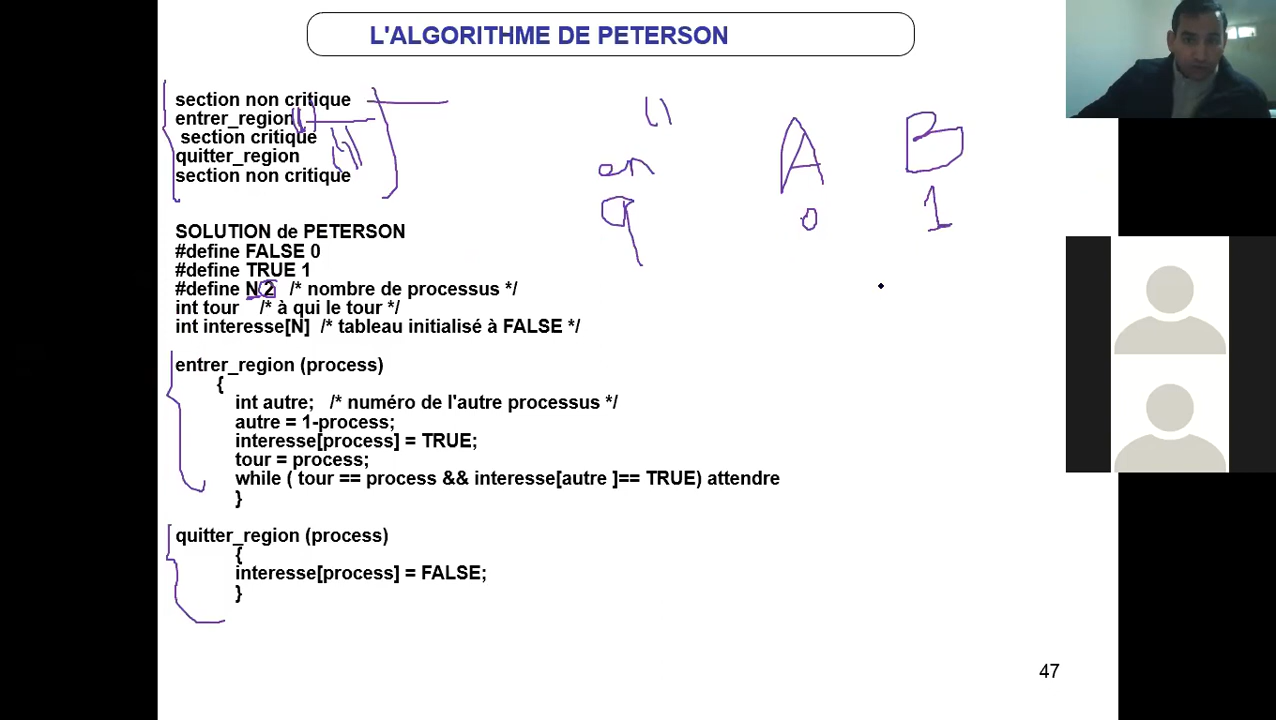 L'ALGORITHME DE PETERSON
section non critique
entrer_region
section critique
quitter_region
section non critique
en
q
A B
0 1
SOLUTION de PETERSON
#define FALSE 0
#define TRUE 1
#define N 2 /* nombre de processus */
int tour /* à qui le tour */
int interesse[N] /* tableau initialisé à FALSE */
entrer_region (process)
{
int autre; /* numéro de l'autre processus */
autre = 1-process;
interesse[process] = TRUE;
tour = process;
while ( tour == process && interesse[autre ]== TRUE) attendre
}
quitter_region (process)
{
interesse[process] = FALSE;
}
47